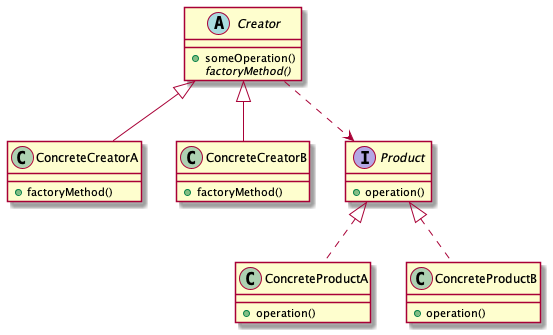 A Creator
someOperation()
factoryMethod()
C ConcreteCreatorA
factoryMethod()
C ConcreteCreatorB
factoryMethod()
I Product
operation()
C ConcreteProductA
operation()
C ConcreteProductB
operation()